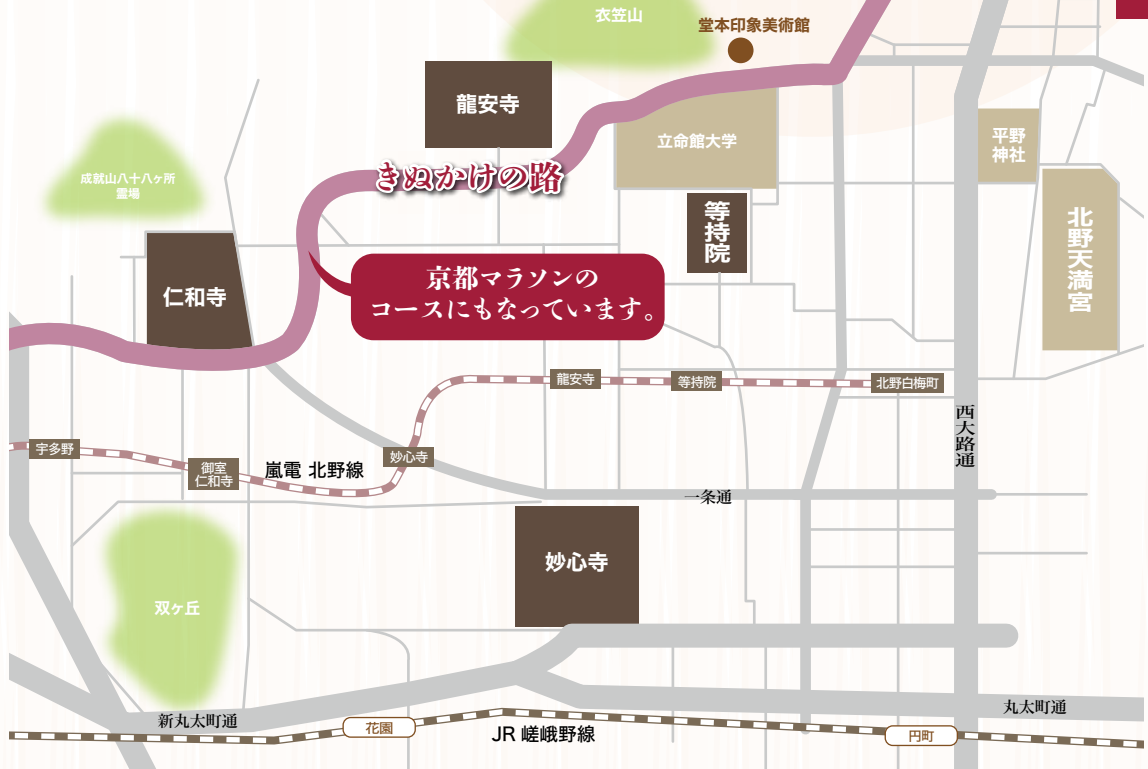 衣笠山
堂本印象美術館
龍安寺
立命館大学
平野
神社
成就山八十八ヶ所
霊場
きぬかけの路
等持院
北野天満宮
仁和寺
京都マラソンの
コースにもなっています。
龍安寺
等持院
北野白梅町
西大路通
宇多野
御室
仁和寺
嵐電 北野線
妙心寺
一条通
妙心寺
双ヶ丘
新丸太町通
花園
JR 嵯峨野線
円町
丸太町通